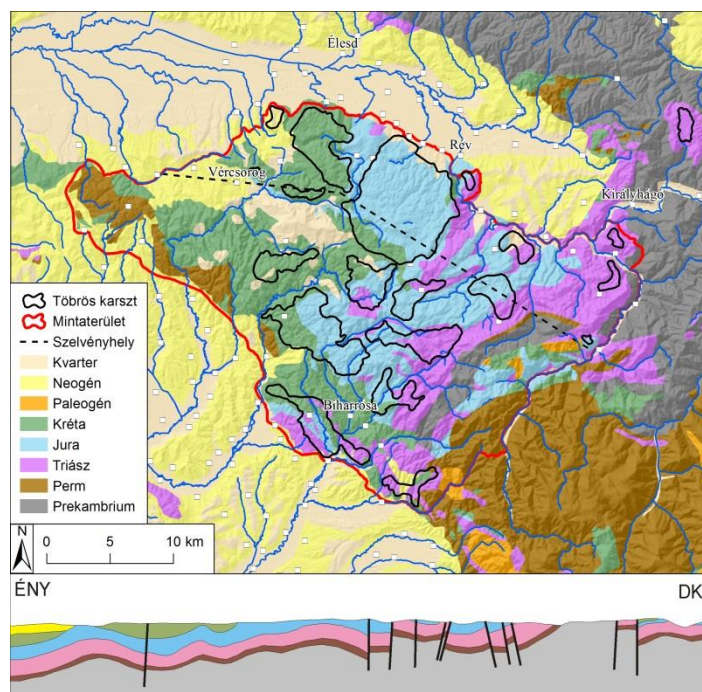 Élesd
Rév
Vércsorog
Királyhágó
Biharrósa
Töbrös karszt
Mintaterület
Szelvényhely
Kvarter
Neogén
Paleogén
Kréta
Jura
Triász
Perm
Prekambrium
N
0 5 10 km
ÉNY DK